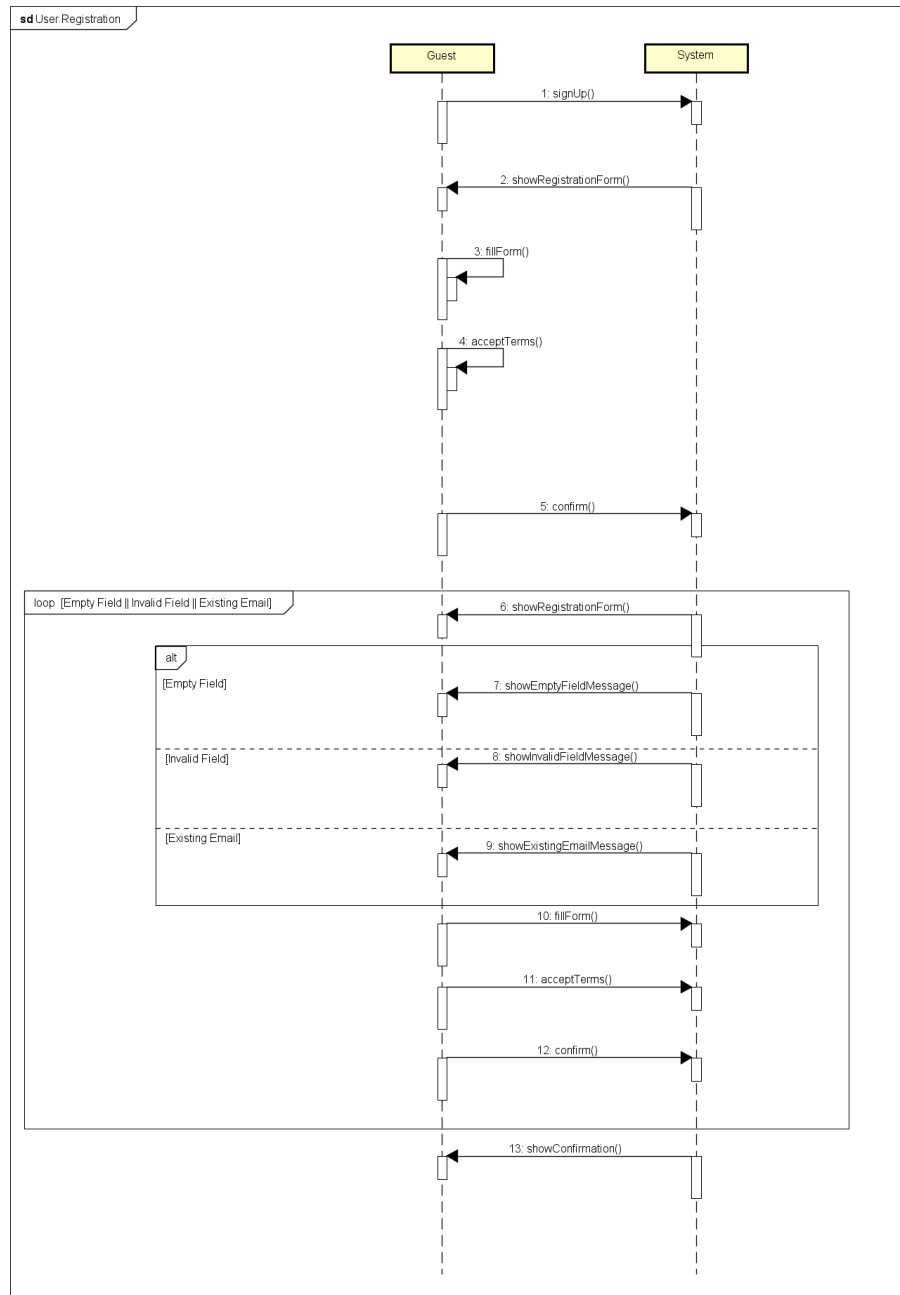 sd User Registration
Guest
System
1: signUp()
2: showRegistrationForm()
3: fillForm()
4: acceptTerms()
5: confirm()
loop [Empty Field || Invalid Field || Existing Email]
6: showRegistrationForm()
alt
[Empty Field]
7: showEmptyFieldMessage()
[Invalid Field]
8: showInvalidFieldMessage()
[Existing Email]
9: showExistingEmailMessage()
10: fillForm()
11: acceptTerms()
12: confirm()
13: showConfirmation()